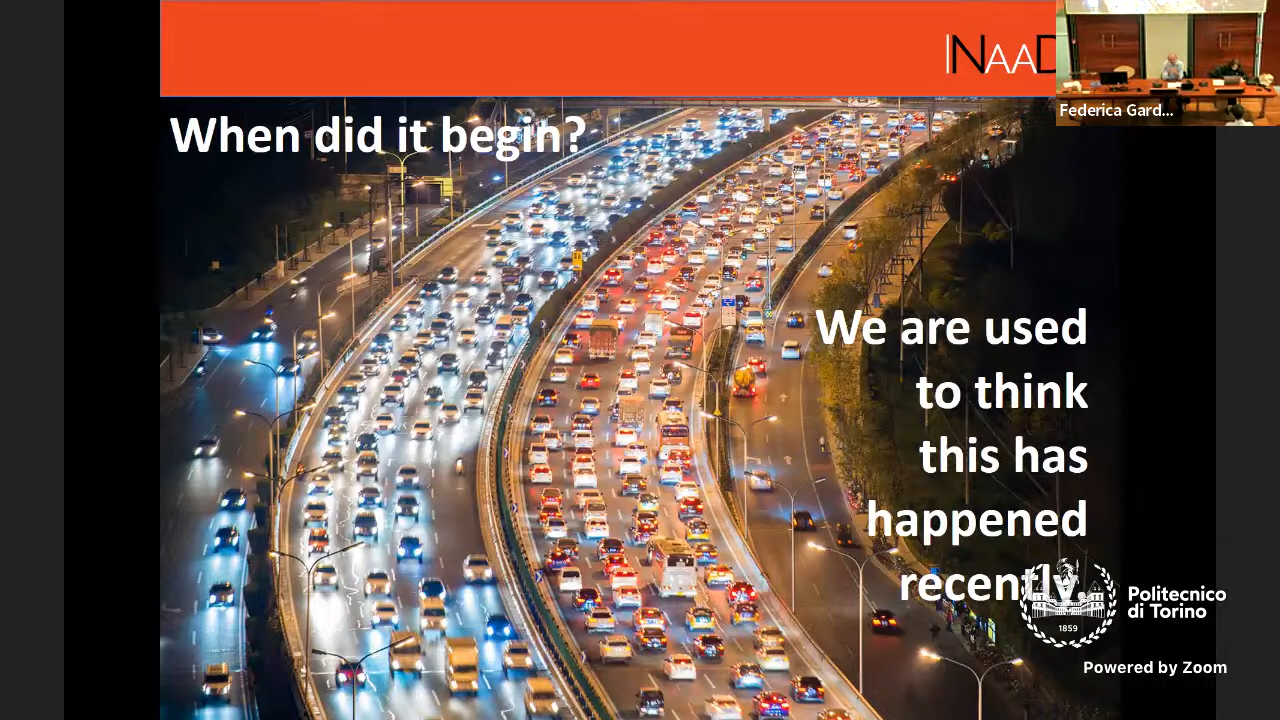 INAAD
Federica Gard...
When did it begin?
We are used
to think
this has
happened
recently
Politecnico
di Torino
1859
Powered by Zoom